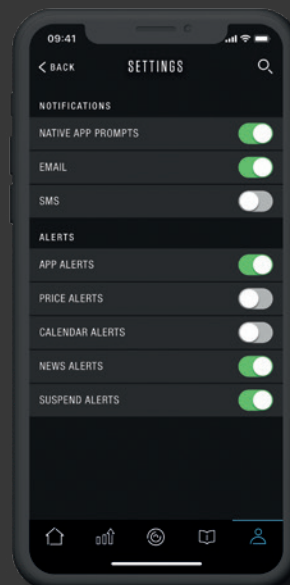 09:41
BACK
SETTINGS
NOTIFICATIONS
NATIVE APP PROMPTS
EMAIL
SMS
ALERTS
APP ALERTS
PRICE ALERTS
CALENDAR ALERTS
NEWS ALERTS
SUSPEND ALERTS